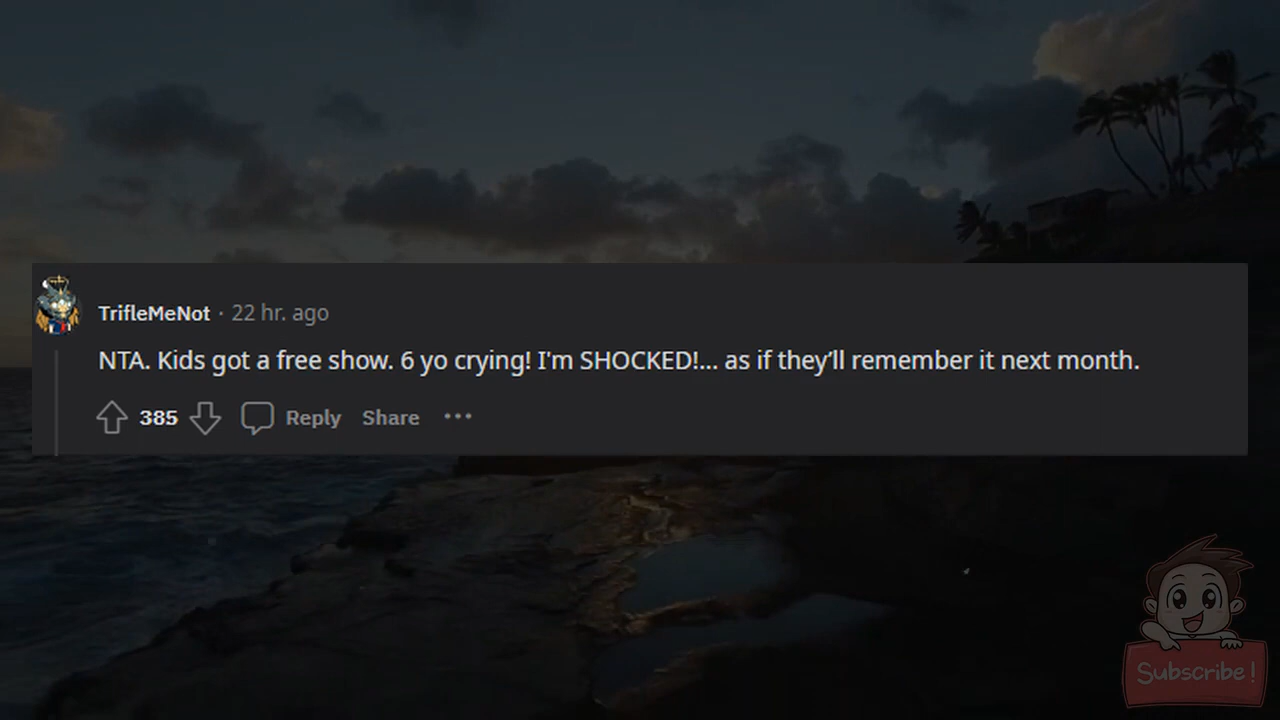 TrifleMeNot · 22 hr. ago
NTA. Kids got a free show. 6 yo crying! I'm SHOCKED!... as if they'll remember it next month.
385 Reply Share ···
Subscribe!